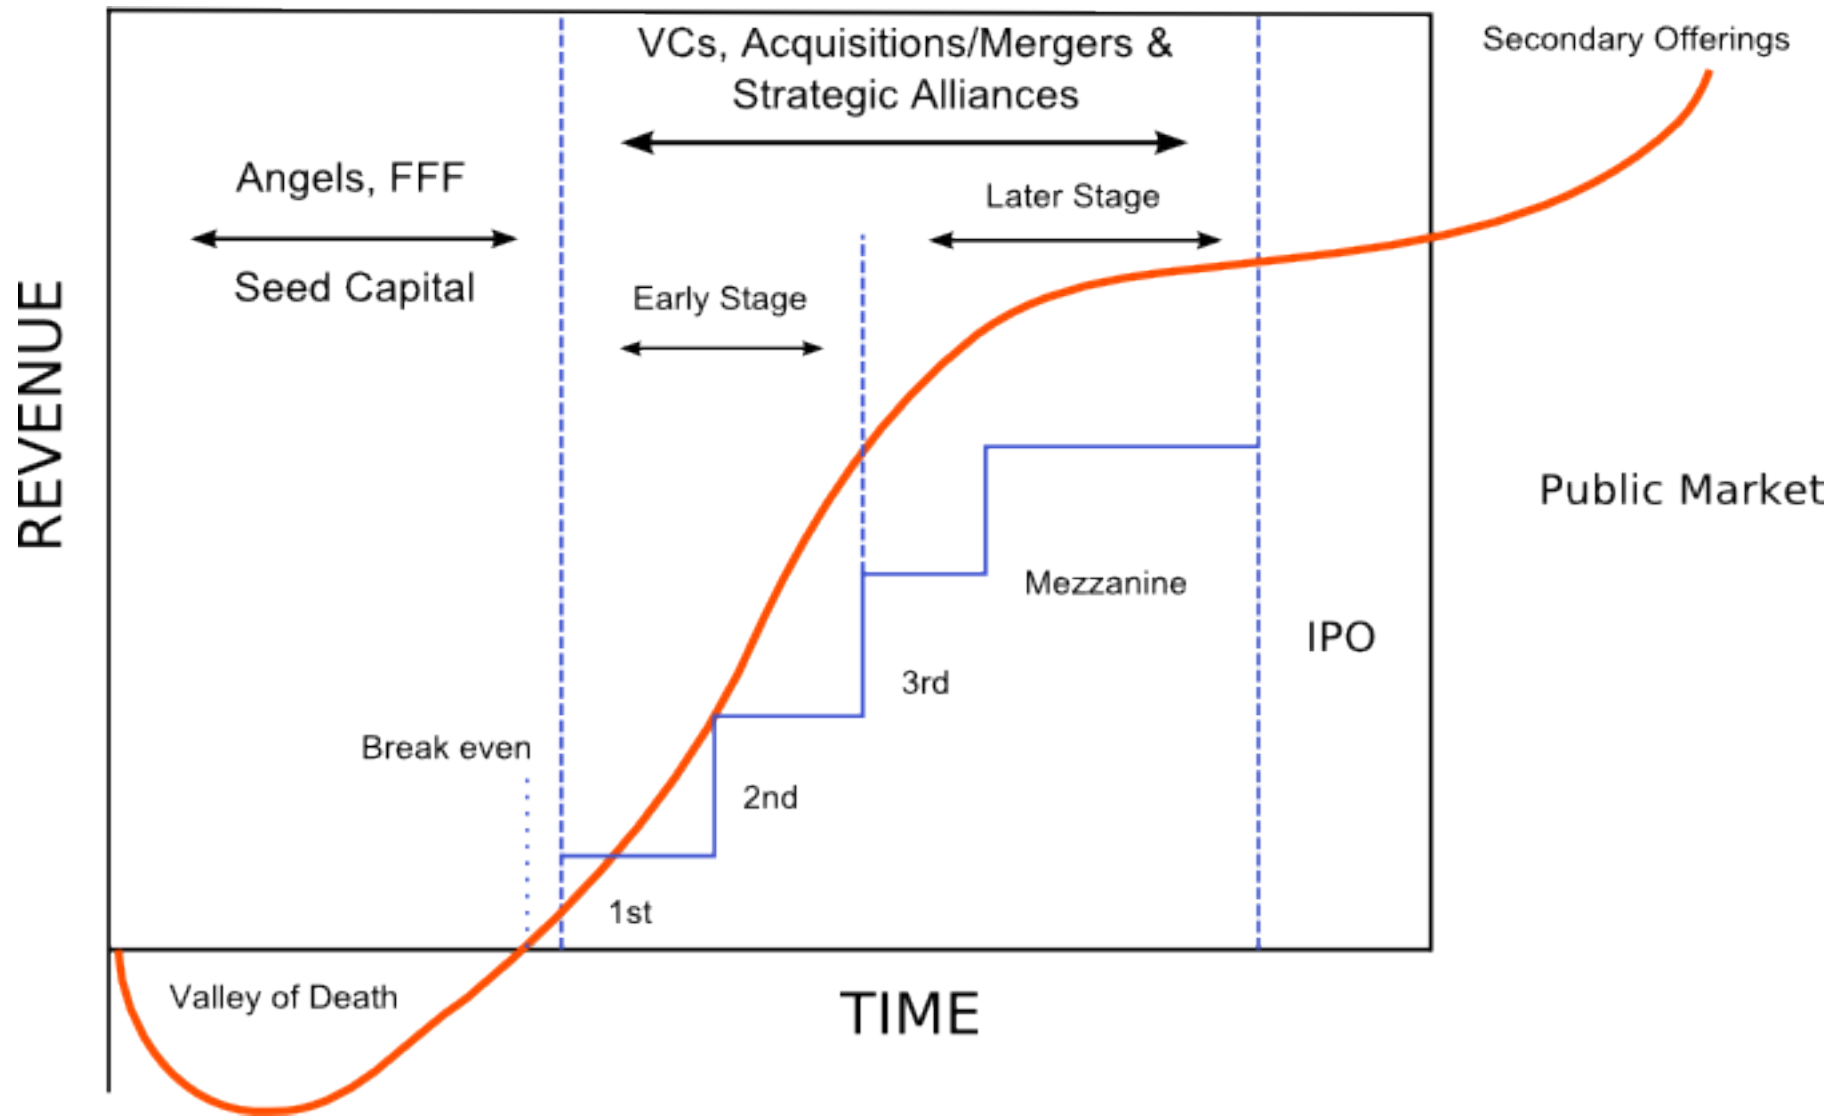 Secondary Offerings
VCs, Acquisitions/Mergers &
Strategic Alliances
Angels, FFF
Later Stage
Seed Capital
Early Stage
REVENUE
Public Market
Mezzanine
IPO
3rd
Break even
2nd
1st
Valley of Death
TIME